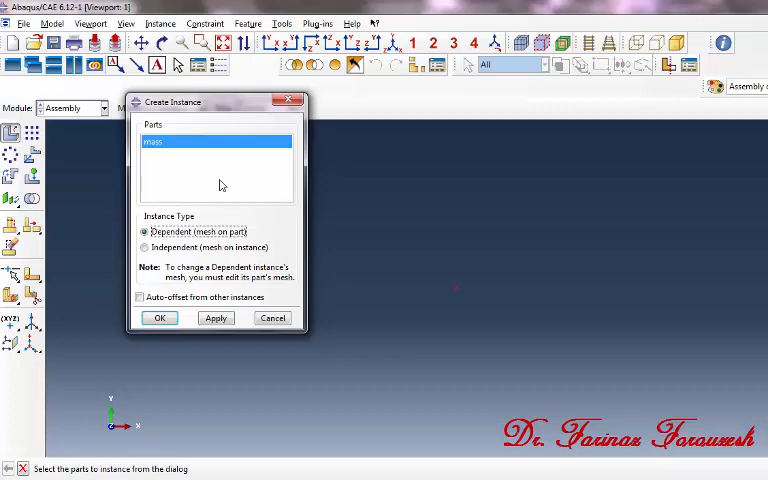 Abaqus/CAE 6.12-1 [Viewport: 1]
File Model Viewport View Instance Constraint Feature Tools Plug-ins Help
1 2 3 4
All
Assembly
Module: Assembly
Create Instance
Parts
mass
Instance Type
Dependent (mesh on part)
Independent (mesh on instance)
Note: To change a Dependent instance's
mesh, you must edit its part's mesh.
Auto-offset from other instances
OK Apply Cancel
(XYZ)
Y
Z X
Dr. Farinaz Forouzesh
Select the parts to instance from the dialog